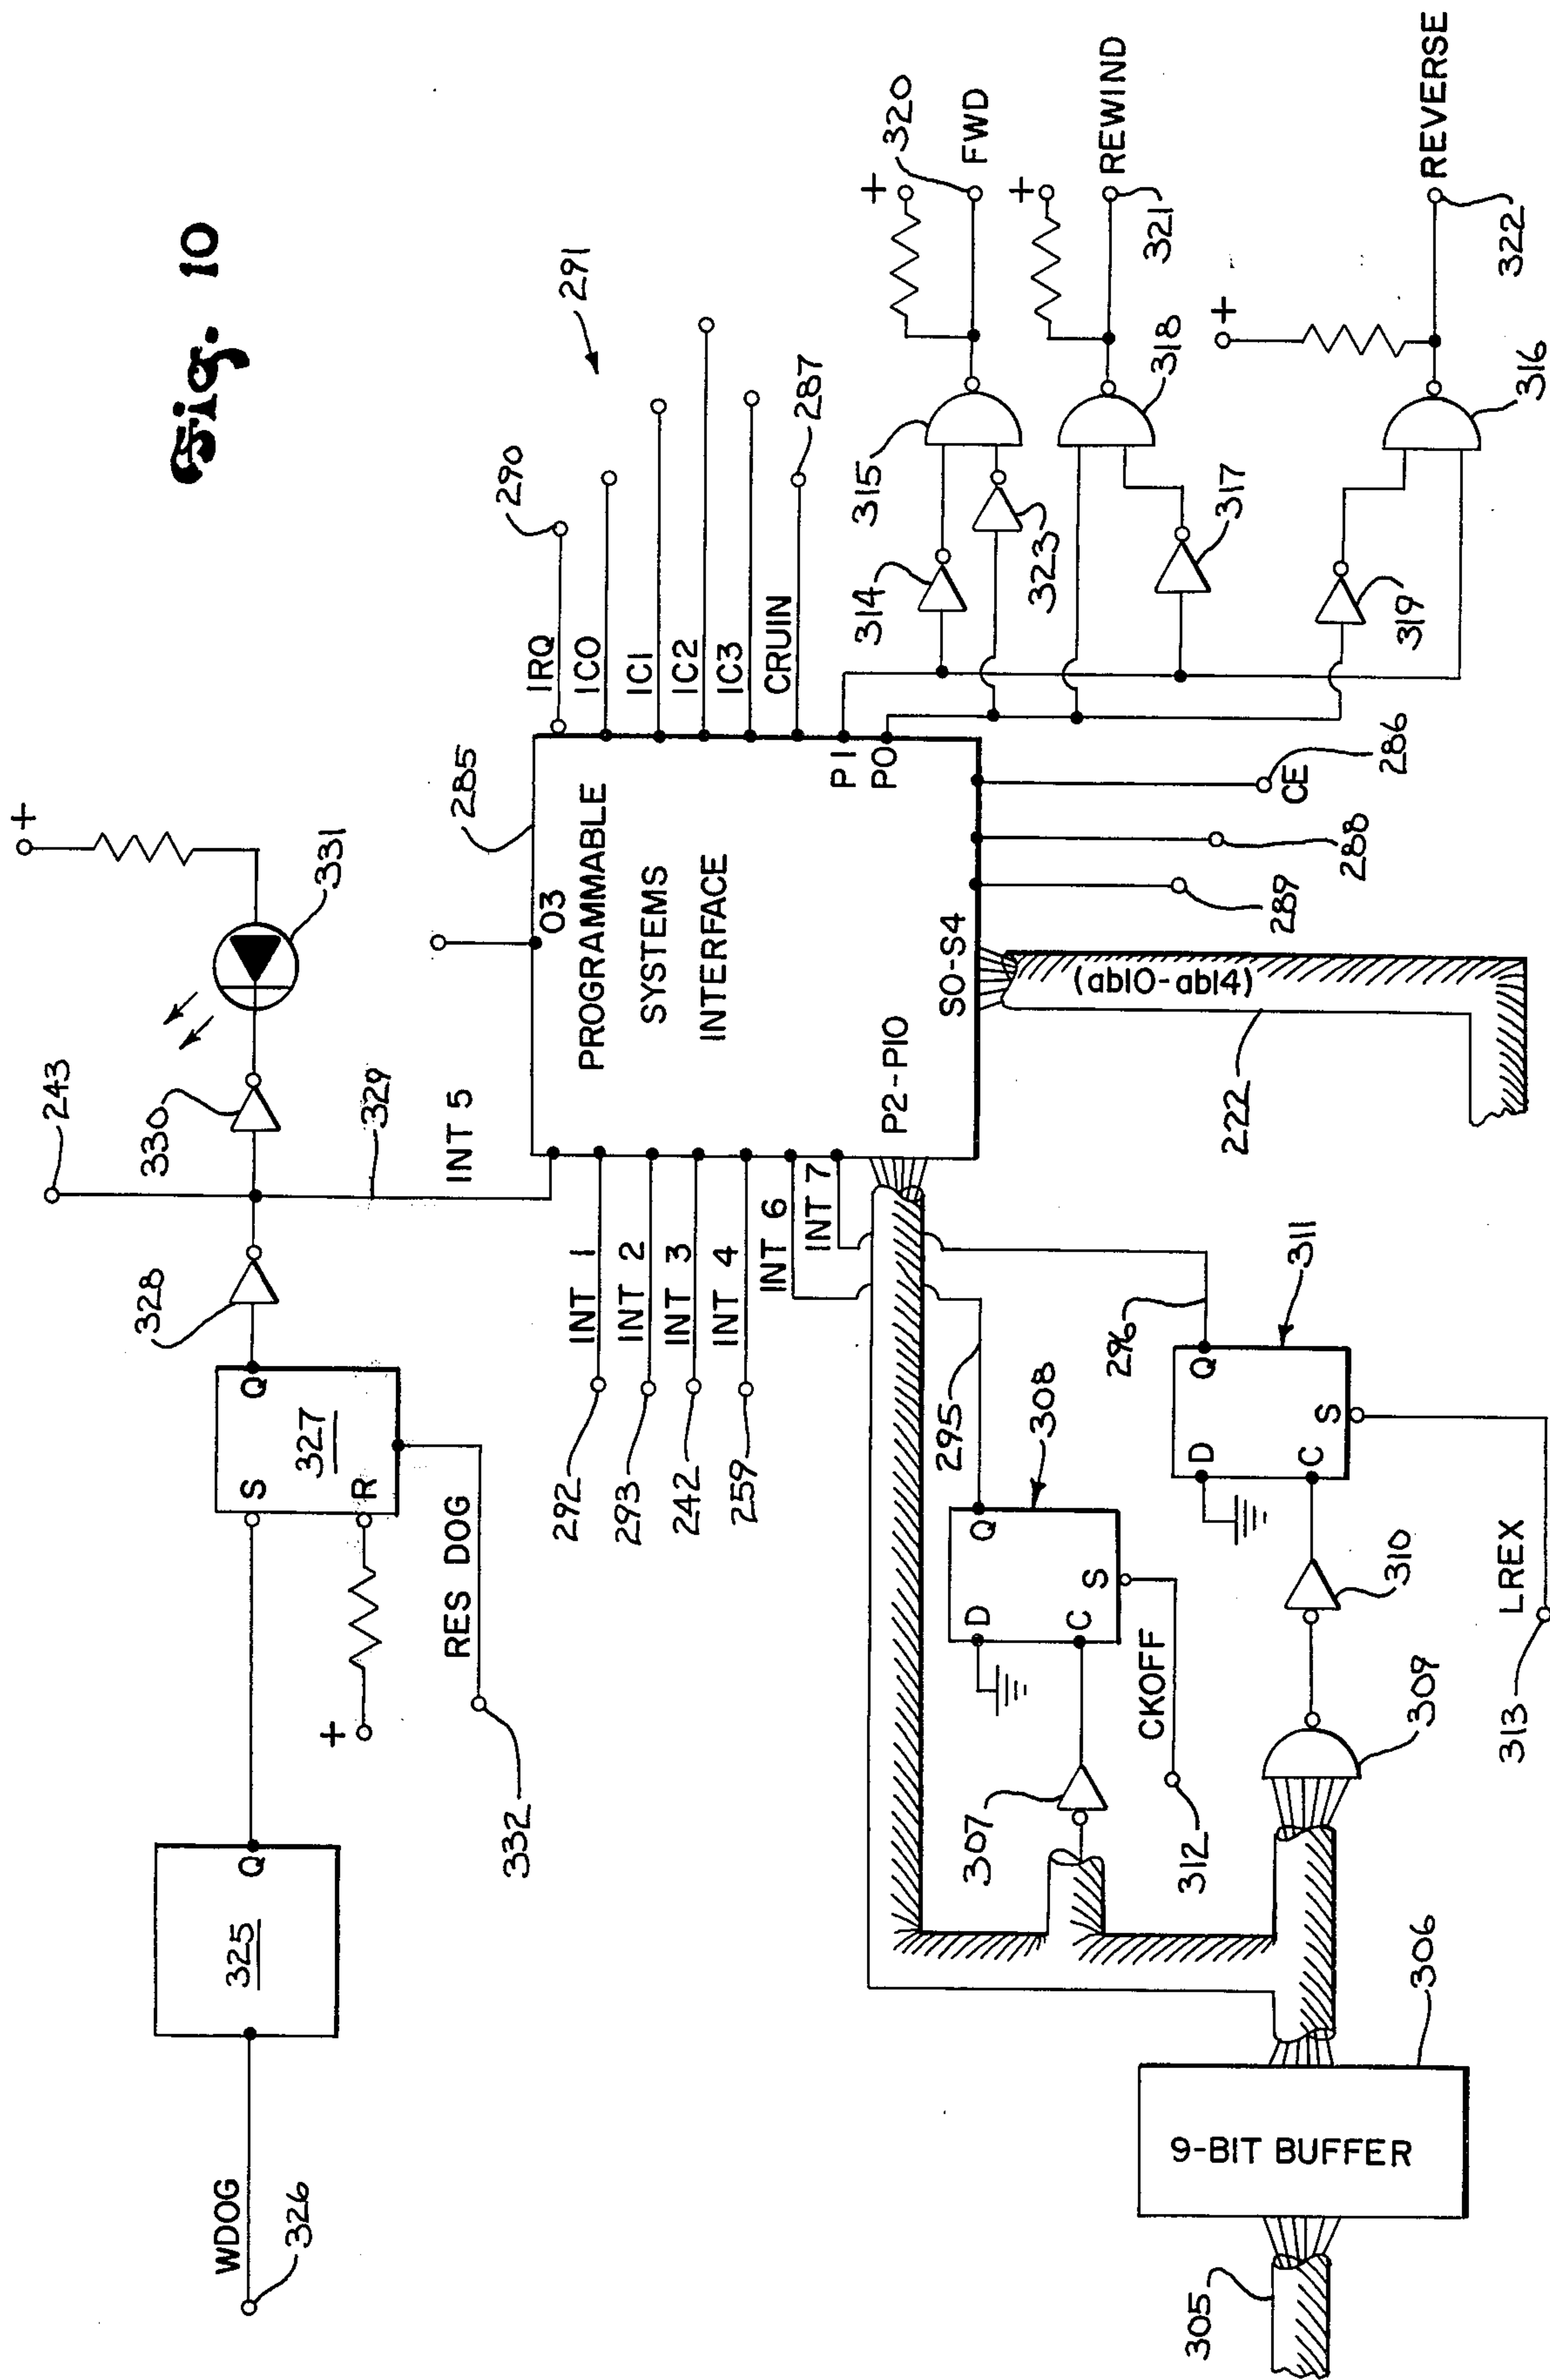 Fig. 10
WDOG
326
325
Q
S
R
327
Q
+
RES DOG
332
328
243
330
329
331
+
INT 5
285
03
PROGRAMMABLE
SYSTEMS
INTERFACE
P2-P10
S0-S4
P1
P0
IRQ
IC0
IC1
IC2
IC3
CRUIN
290
291
287
292
INT 1
293
INT 2
242
INT 3
259
INT 4
INT 6
INT 7
295
296
308
D
Q
C
S
307
CKOFF
312
311
D
Q
C
S
310
309
LREX
313
305
9-BIT BUFFER
306
(ab10-ab14)
222
289
288
286
CE
314
315
323
+
320
FWD
318
317
+
321
REWIND
319
316
+
322
REVERSE